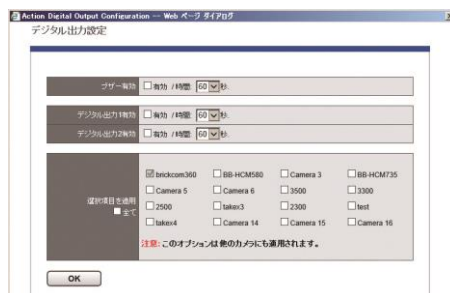 Action Digital Output Configuration -- Web ページ ダイアログ
デジタル出力設定
ブザー有効 有効 / 時間: 60 秒.
デジタル出力1有効 有効 / 時間: 60 秒.
デジタル出力2有効 有効 / 時間: 60 秒.
選択項目を適用
全て
brickcom360 BB-HCM580 Camera 3 BB-HCM735
Camera 5 Camera 6 3500 3300
2500 takex3 2300 test
takex4 Camera 14 Camera 15 Camera 16
注意: このオプションは他のカメラにも適用されます。
OK